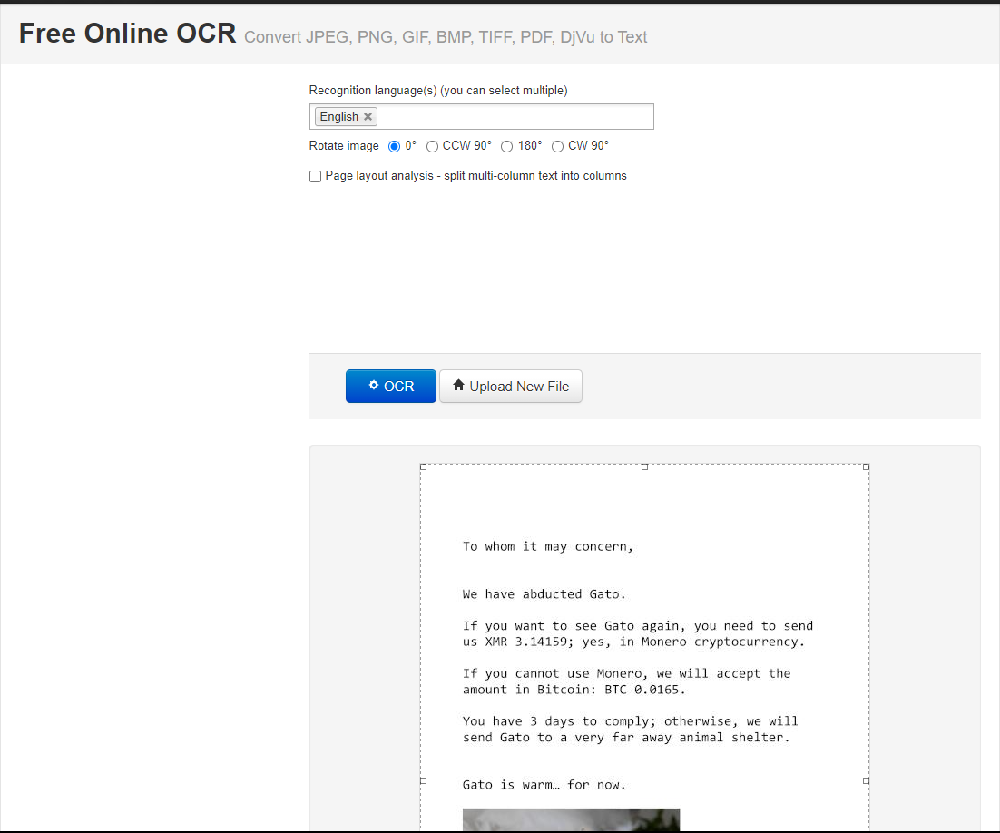 Free Online OCR Convert JPEG, PNG, GIF, BMP, TIFF, PDF, DjVu to Text
Recognition language(s) (you can select multiple)
English ×
Rotate image 0° CCW 90° 180° CW 90°
Page layout analysis - split multi-column text into columns
OCR Upload New File
To whom it may concern,
We have abducted Gato.
If you want to see Gato again, you need to send
us XMR 3.14159; yes, in Monero cryptocurrency.
If you cannot use Monero, we will accept the
amount in Bitcoin: BTC 0.0165.
You have 3 days to comply; otherwise, we will
send Gato to a very far away animal shelter.
Gato is warm… for now.